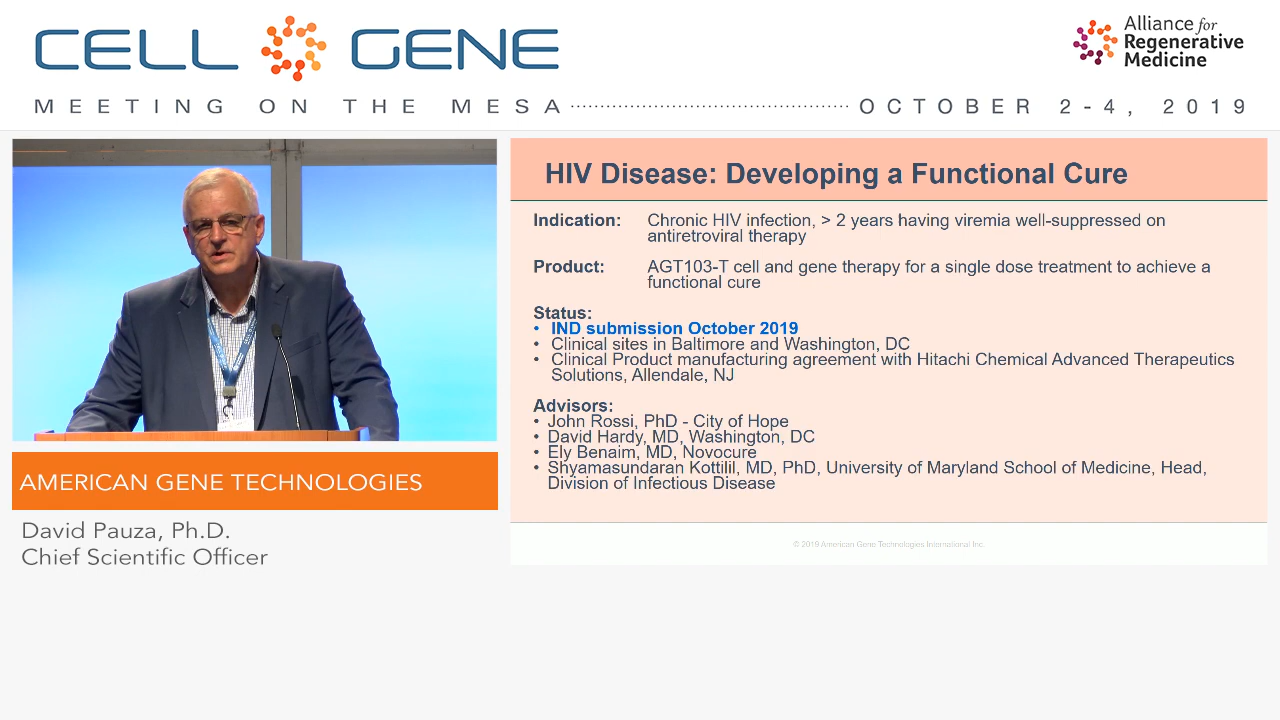 CELL GENE
Alliance for
Regenerative
Medicine
MEETING ON THE MESA OCTOBER 2-4, 2019
HIV Disease: Developing a Functional Cure
Indication: Chronic HIV infection, > 2 years having viremia well-suppressed on
antiretroviral therapy
Product: AGT103-T cell and gene therapy for a single dose treatment to achieve a
functional cure
Status:
• IND submission October 2019
• Clinical sites in Baltimore and Washington, DC
• Clinical Product manufacturing agreement with Hitachi Chemical Advanced Therapeutics
Solutions, Allendale, NJ
Advisors:
• John Rossi, PhD - City of Hope
• David Hardy, MD, Washington, DC
• Ely Benaim, MD, Novocure
• Shyamasundaran Kottilil, MD, PhD, University of Maryland School of Medicine, Head,
Division of Infectious Disease
© 2019 American Gene Technologies International Inc.
AMERICAN GENE TECHNOLOGIES
David Pauza, Ph.D.
Chief Scientific Officer